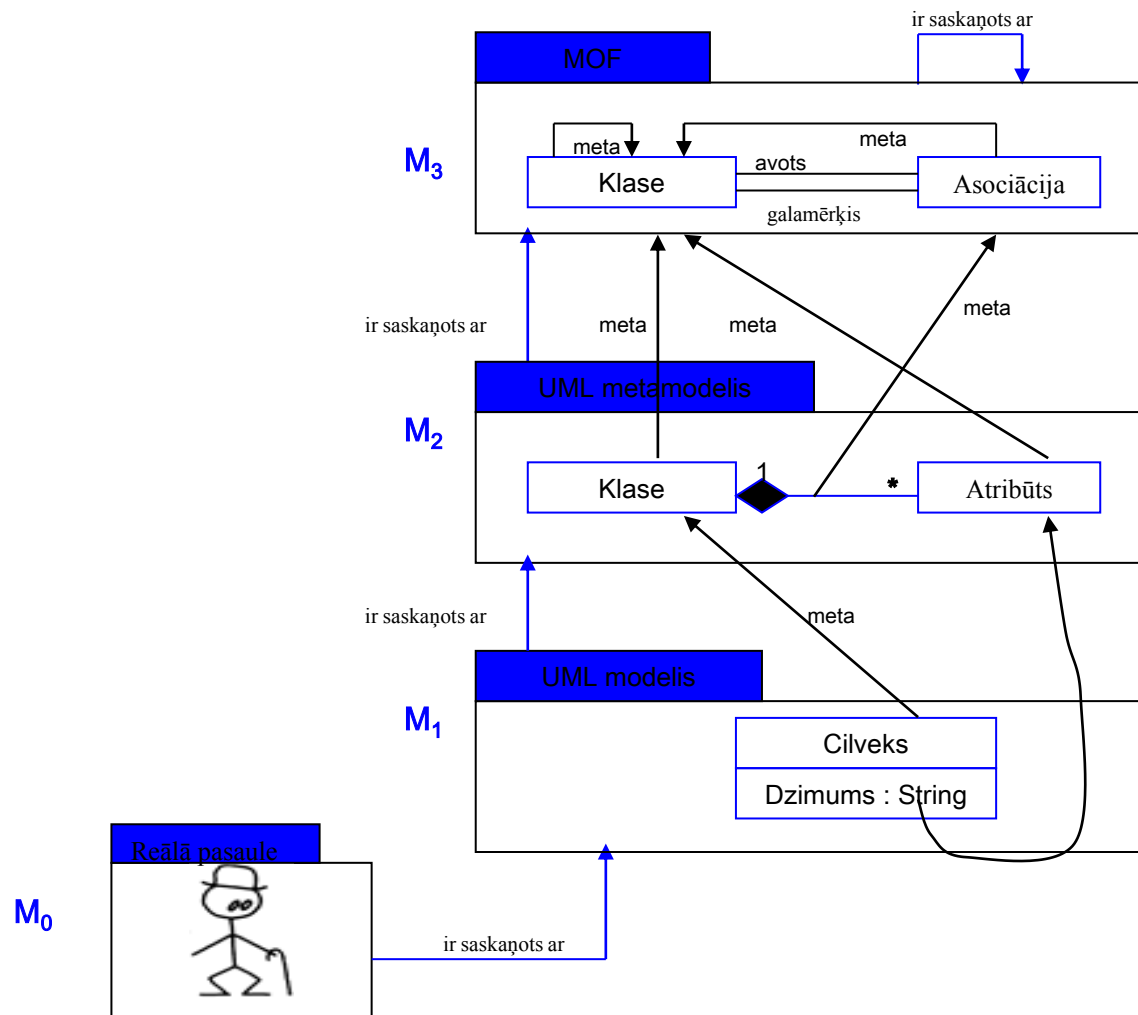 ir saskaņots ar
MOF
M3
meta
meta
avots
Klase
Asociācija
galamērķis
ir saskaņots ar
meta
meta
meta
UML metamodelis
M2
Klase
1
*
Atribūts
ir saskaņots ar
meta
UML modelis
M1
Cilveks
Dzimums : String
Reālā pasaule
M0
ir saskaņots ar